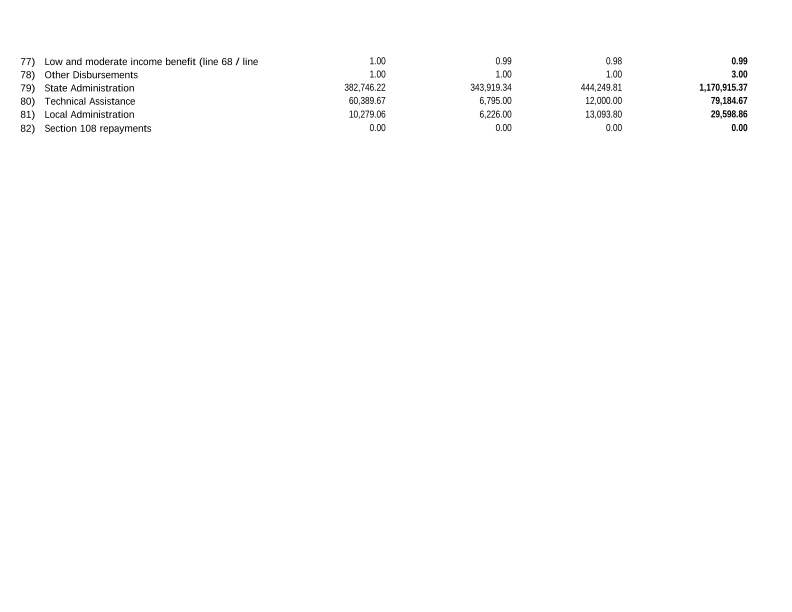 77) Low and moderate income benefit (line 68 / line 1.00 0.99 0.98 0.99
78) Other Disbursements 1.00 1.00 1.00 3.00
79) State Administration 382,746.22 343,919.34 444,249.81 1,170,915.37
80) Technical Assistance 60,389.67 6,795.00 12,000.00 79,184.67
81) Local Administration 10,279.06 6,226.00 13,093.80 29,598.86
82) Section 108 repayments 0.00 0.00 0.00 0.00